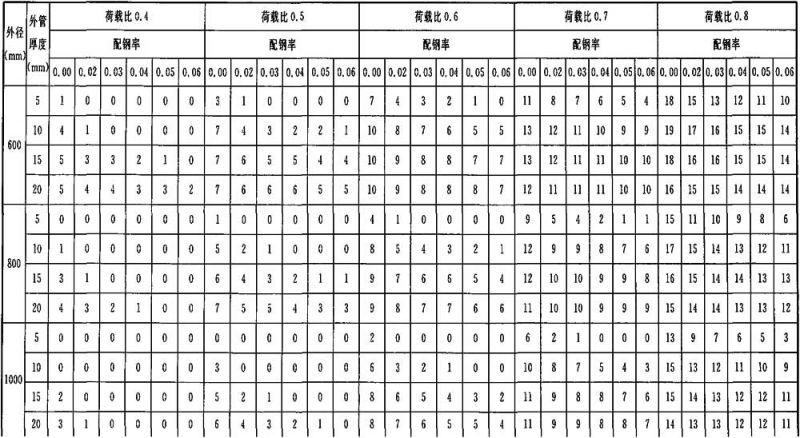 外径 (mm) 外管厚度 (mm) 荷载比0.4 荷载比0.5 荷载比0.6 荷载比0.7 荷载比0.8
配钢率 配钢率 配钢率 配钢率 配钢率
0.00 0.02 0.03 0.04 0.05 0.06 0.00 0.02 0.03 0.04 0.05 0.06 0.00 0.02 0.03 0.04 0.05 0.06 0.00 0.02 0.03 0.04 0.05 0.06 0.00 0.02 0.03 0.04 0.05 0.06
600 5 1 0 0 0 0 0 3 1 0 0 0 0 7 4 3 2 1 0 11 8 7 6 5 4 18 15 13 12 11 10
10 4 1 0 0 0 0 7 4 3 2 2 1 10 8 7 6 5 5 13 12 11 10 9 9 19 17 16 15 15 14
15 5 3 3 2 1 0 7 6 5 5 4 4 10 9 8 8 7 7 13 12 11 11 10 10 18 16 16 15 15 14
20 5 4 4 3 3 2 7 6 6 6 5 5 10 9 8 8 8 7 12 11 11 11 10 10 16 15 15 14 14 14
800 5 0 0 0 0 0 0 1 0 0 0 0 0 4 1 0 0 0 0 9 5 4 2 1 1 15 11 10 9 8 6
10 1 0 0 0 0 0 5 2 1 0 0 0 8 5 4 3 2 1 12 9 9 8 7 6 17 15 14 13 12 11
15 3 1 0 0 0 0 6 4 3 2 1 1 9 7 6 6 5 4 12 10 10 9 9 8 16 15 14 14 13 13
20 4 3 2 1 0 0 7 5 5 4 3 3 9 8 7 7 6 6 11 10 10 9 9 9 15 14 14 13 13 12
1000 5 0 0 0 0 0 0 0 0 0 0 0 0 2 0 0 0 0 0 6 2 1 0 0 0 13 9 7 6 5 3
10 0 0 0 0 0 0 3 0 0 0 0 0 6 3 2 1 0 0 10 8 7 5 4 3 15 13 12 11 10 9
15 2 0 0 0 0 0 5 2 1 0 0 0 8 6 5 4 3 2 11 9 8 8 7 6 15 14 13 12 12 11
20 3 1 0 0 0 0 6 4 3 2 1 0 8 7 6 5 5 4 11 9 9 8 8 7 14 13 13 12 12 11